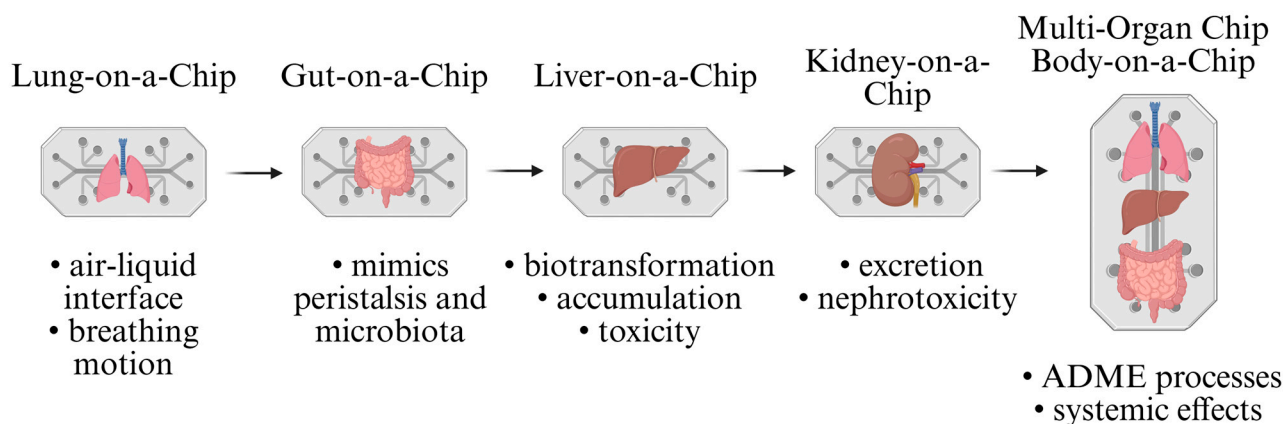 Lung-on-a-Chip
• air-liquid
interface
• breathing
motion
Gut-on-a-Chip
• mimics
peristalsis and
microbiota
Liver-on-a-Chip
• biotransformation
• accumulation
• toxicity
Kidney-on-a-
Chip
• excretion
• nephrotoxicity
Multi-Organ Chip
Body-on-a-Chip
• ADME processes
• systemic effects